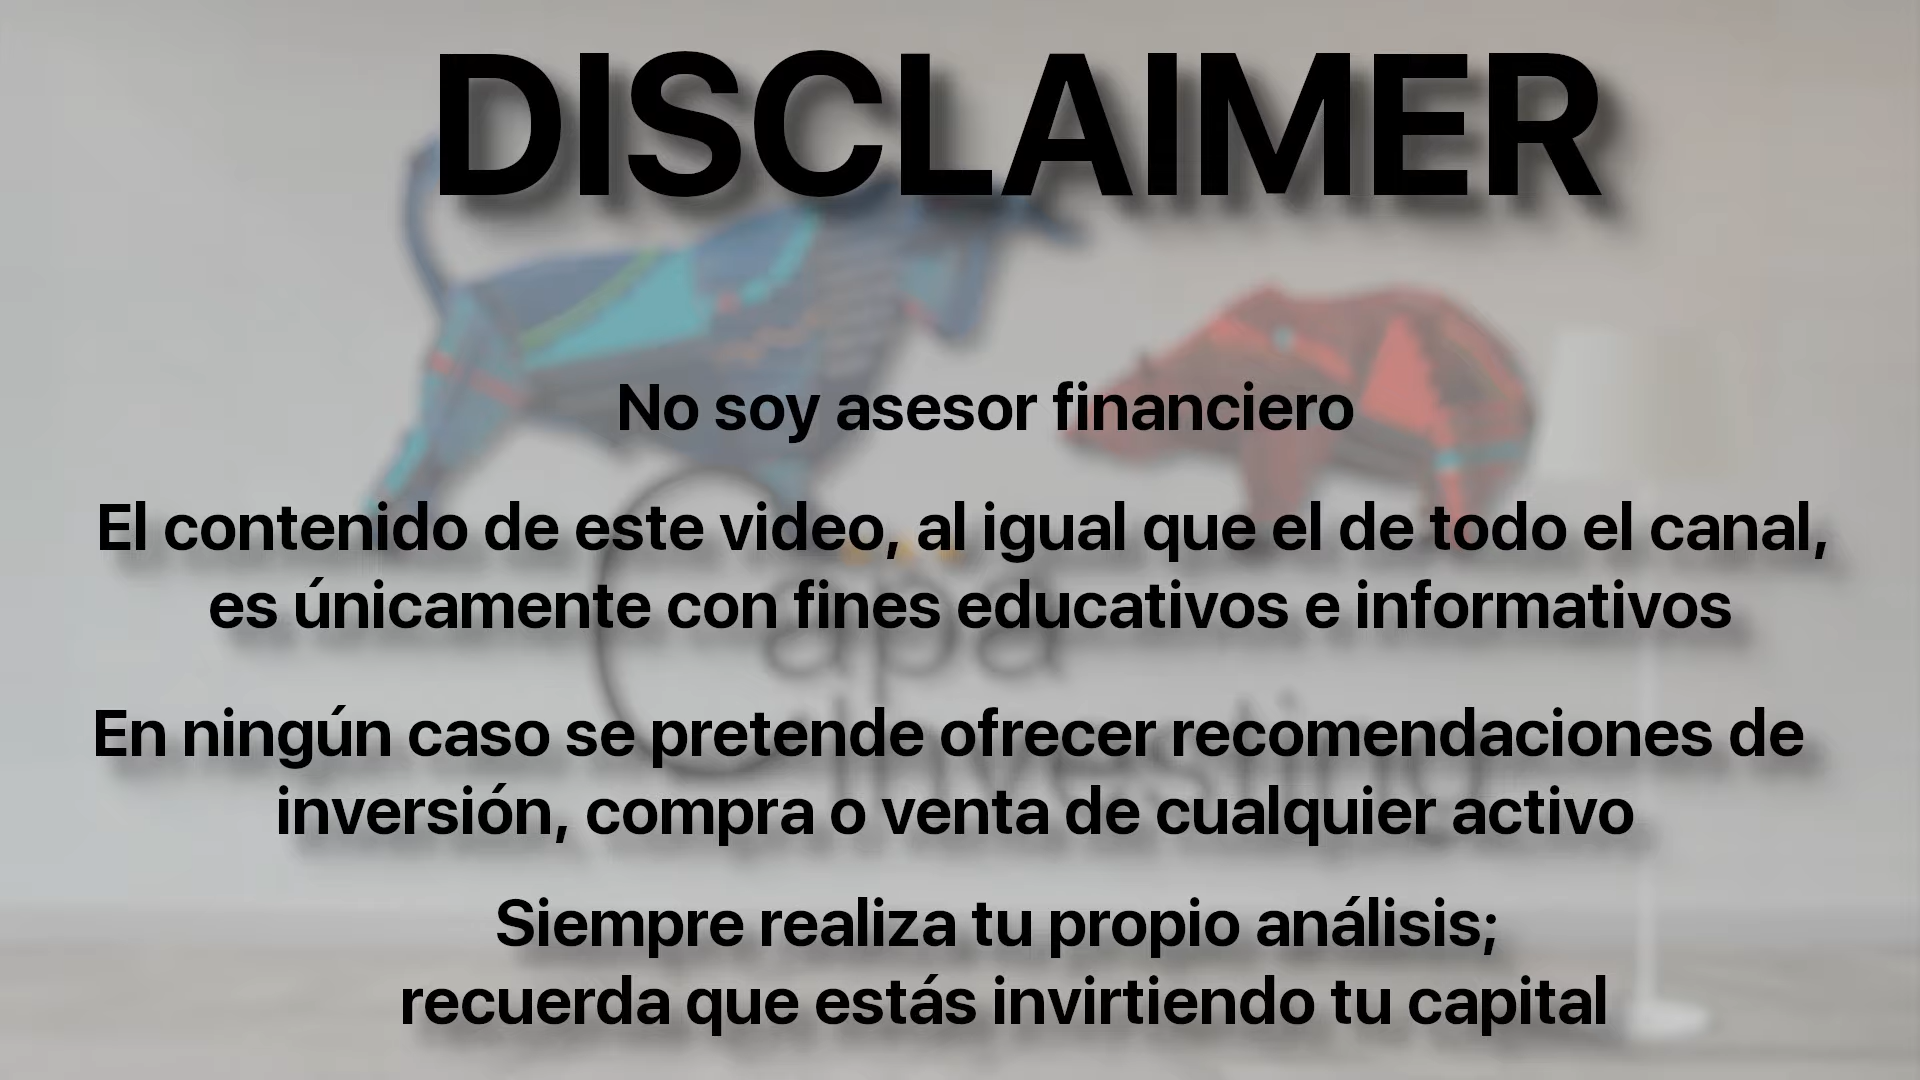 DISCLAIMER
No soy asesor financiero
El contenido de este video, al igual que el de todo el canal,
es únicamente con fines educativos e informativos
Capa
Investing
En ningún caso se pretende ofrecer recomendaciones de
inversión, compra o venta de cualquier activo
Siempre realiza tu propio análisis;
recuerda que estás invirtiendo tu capital